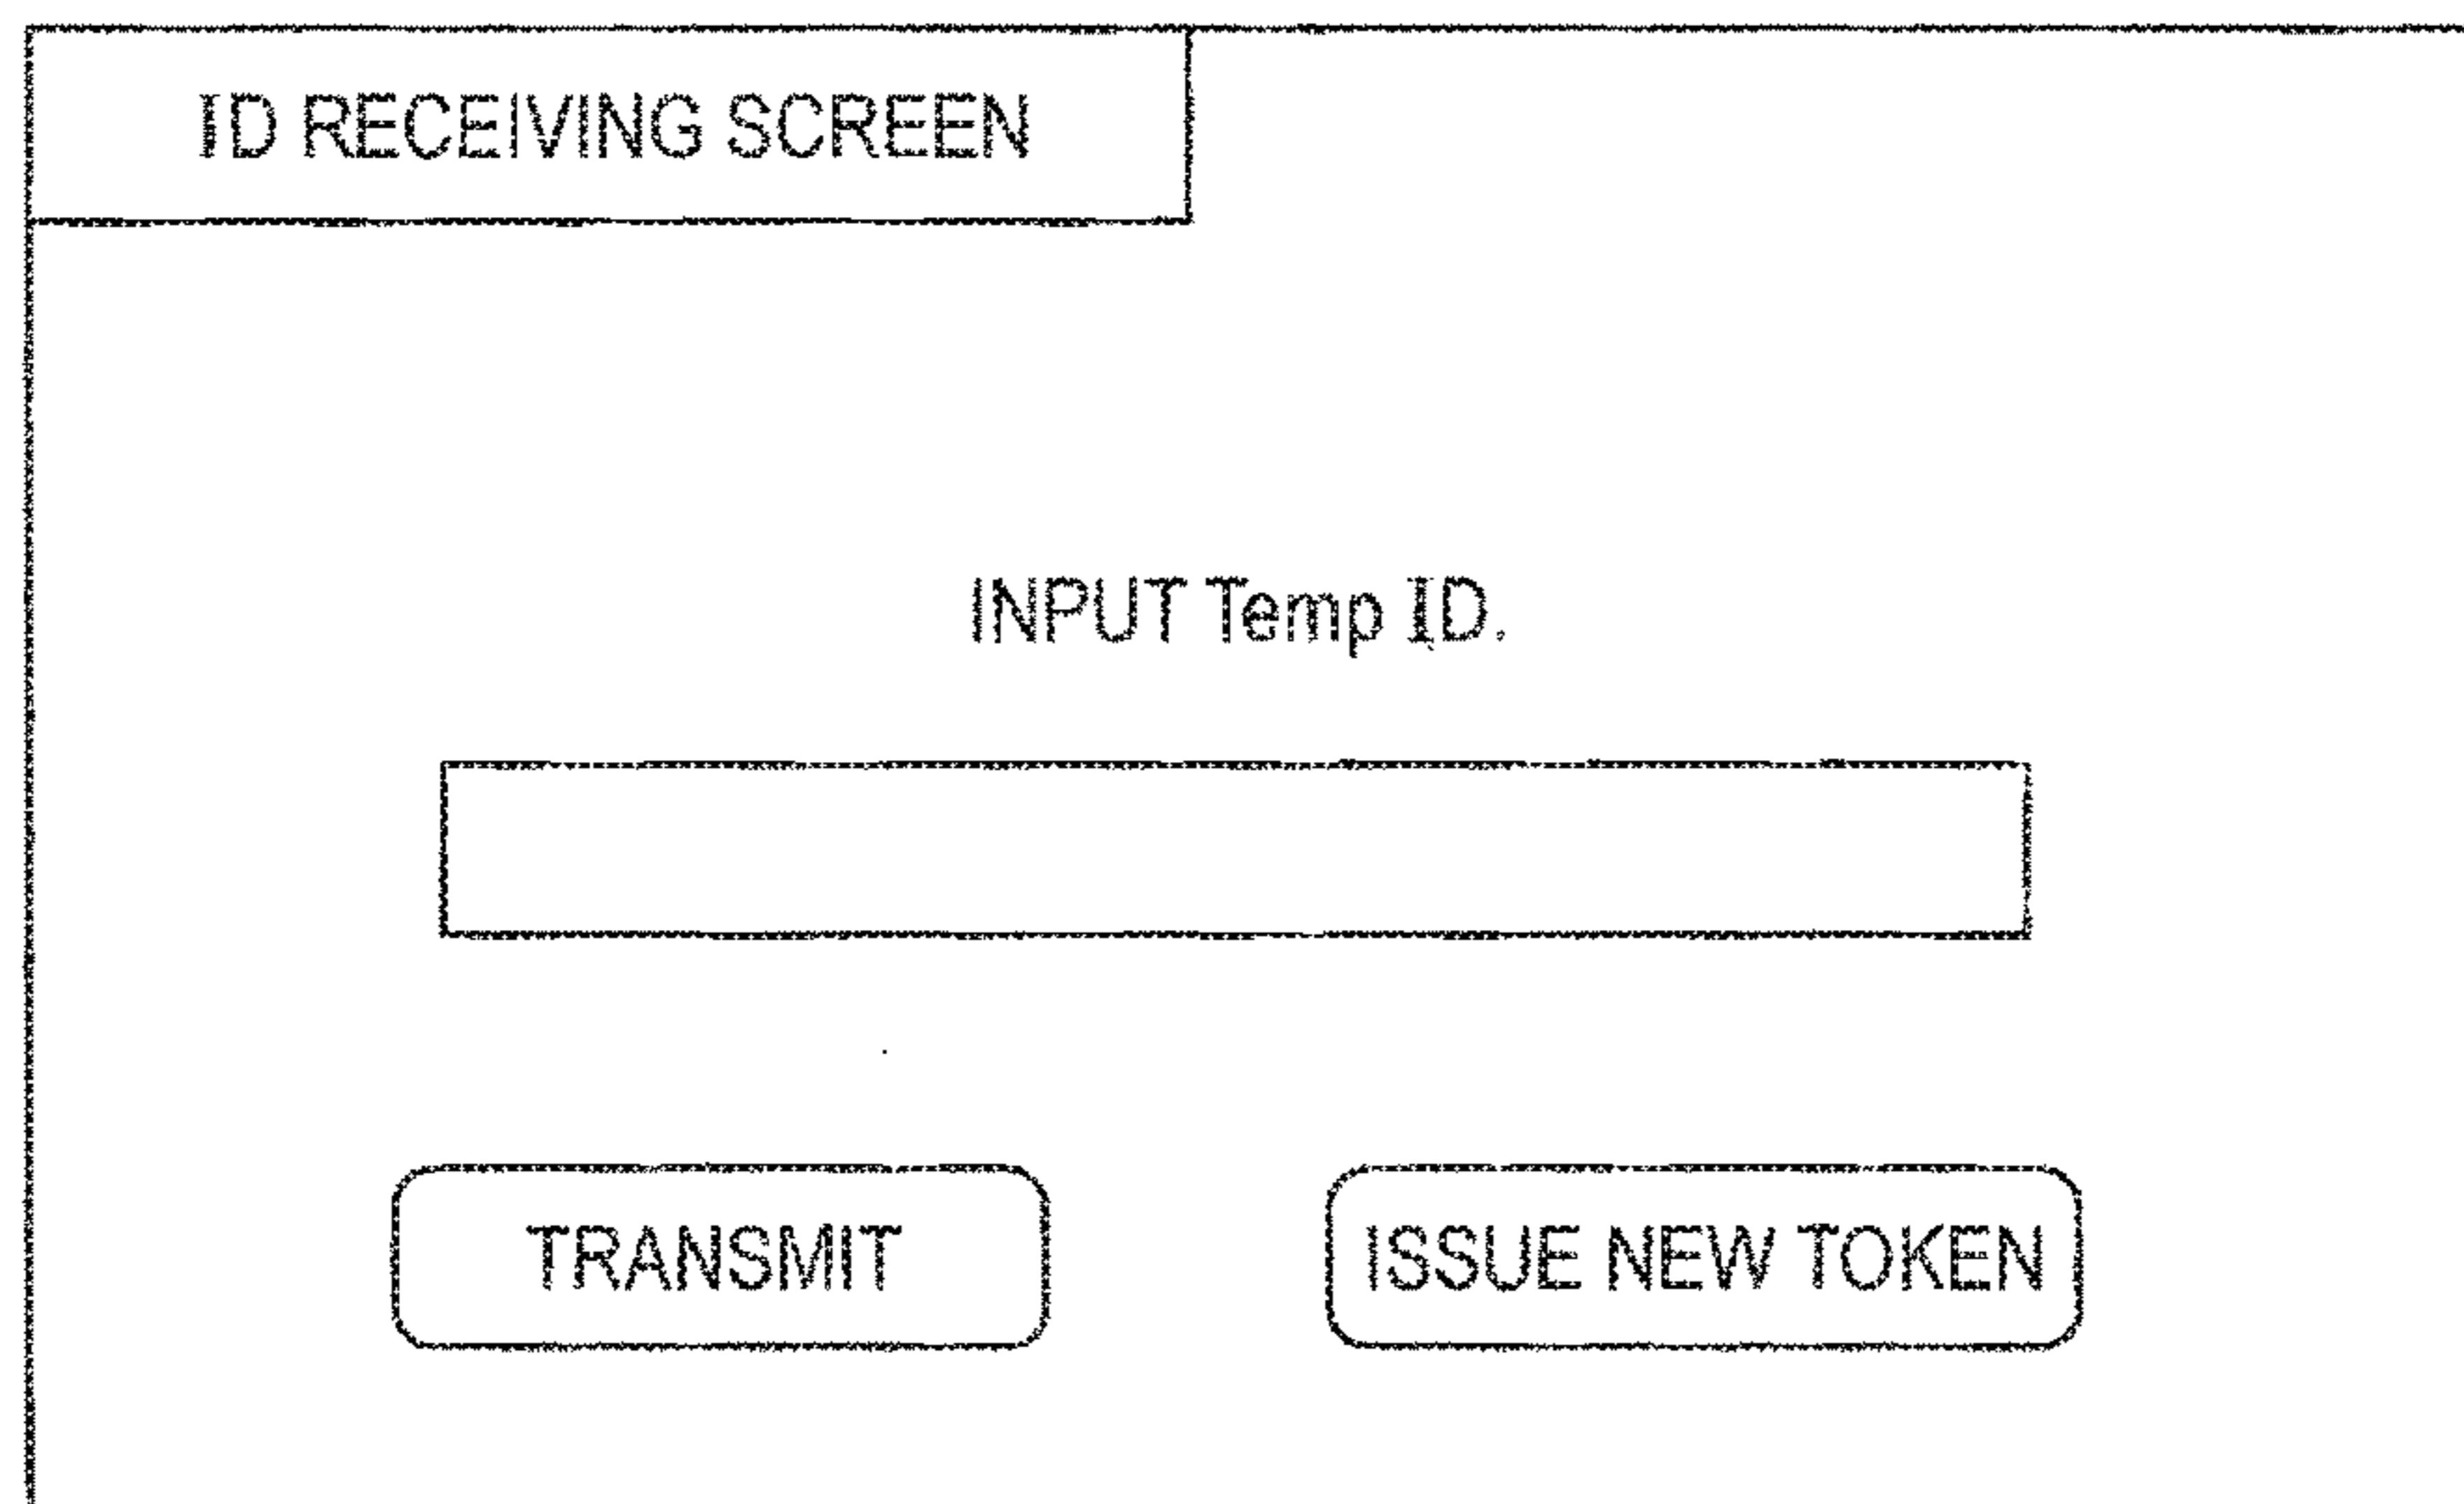 ID RECEIVING SCREEN
INPUT Temp ID.
TRANSMIT
ISSUE NEW TOKEN